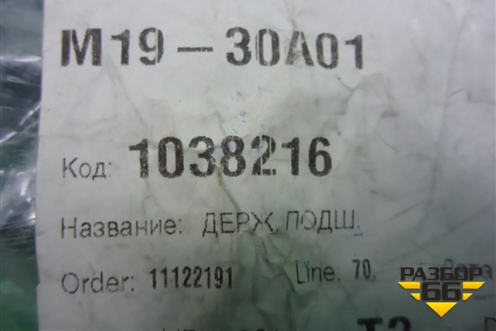 M19-30A01
Код: 1038216
Название: ДЕРЖ. ПОДШ.
Order: 11122191 Line. 70,
РАЗБОР
66